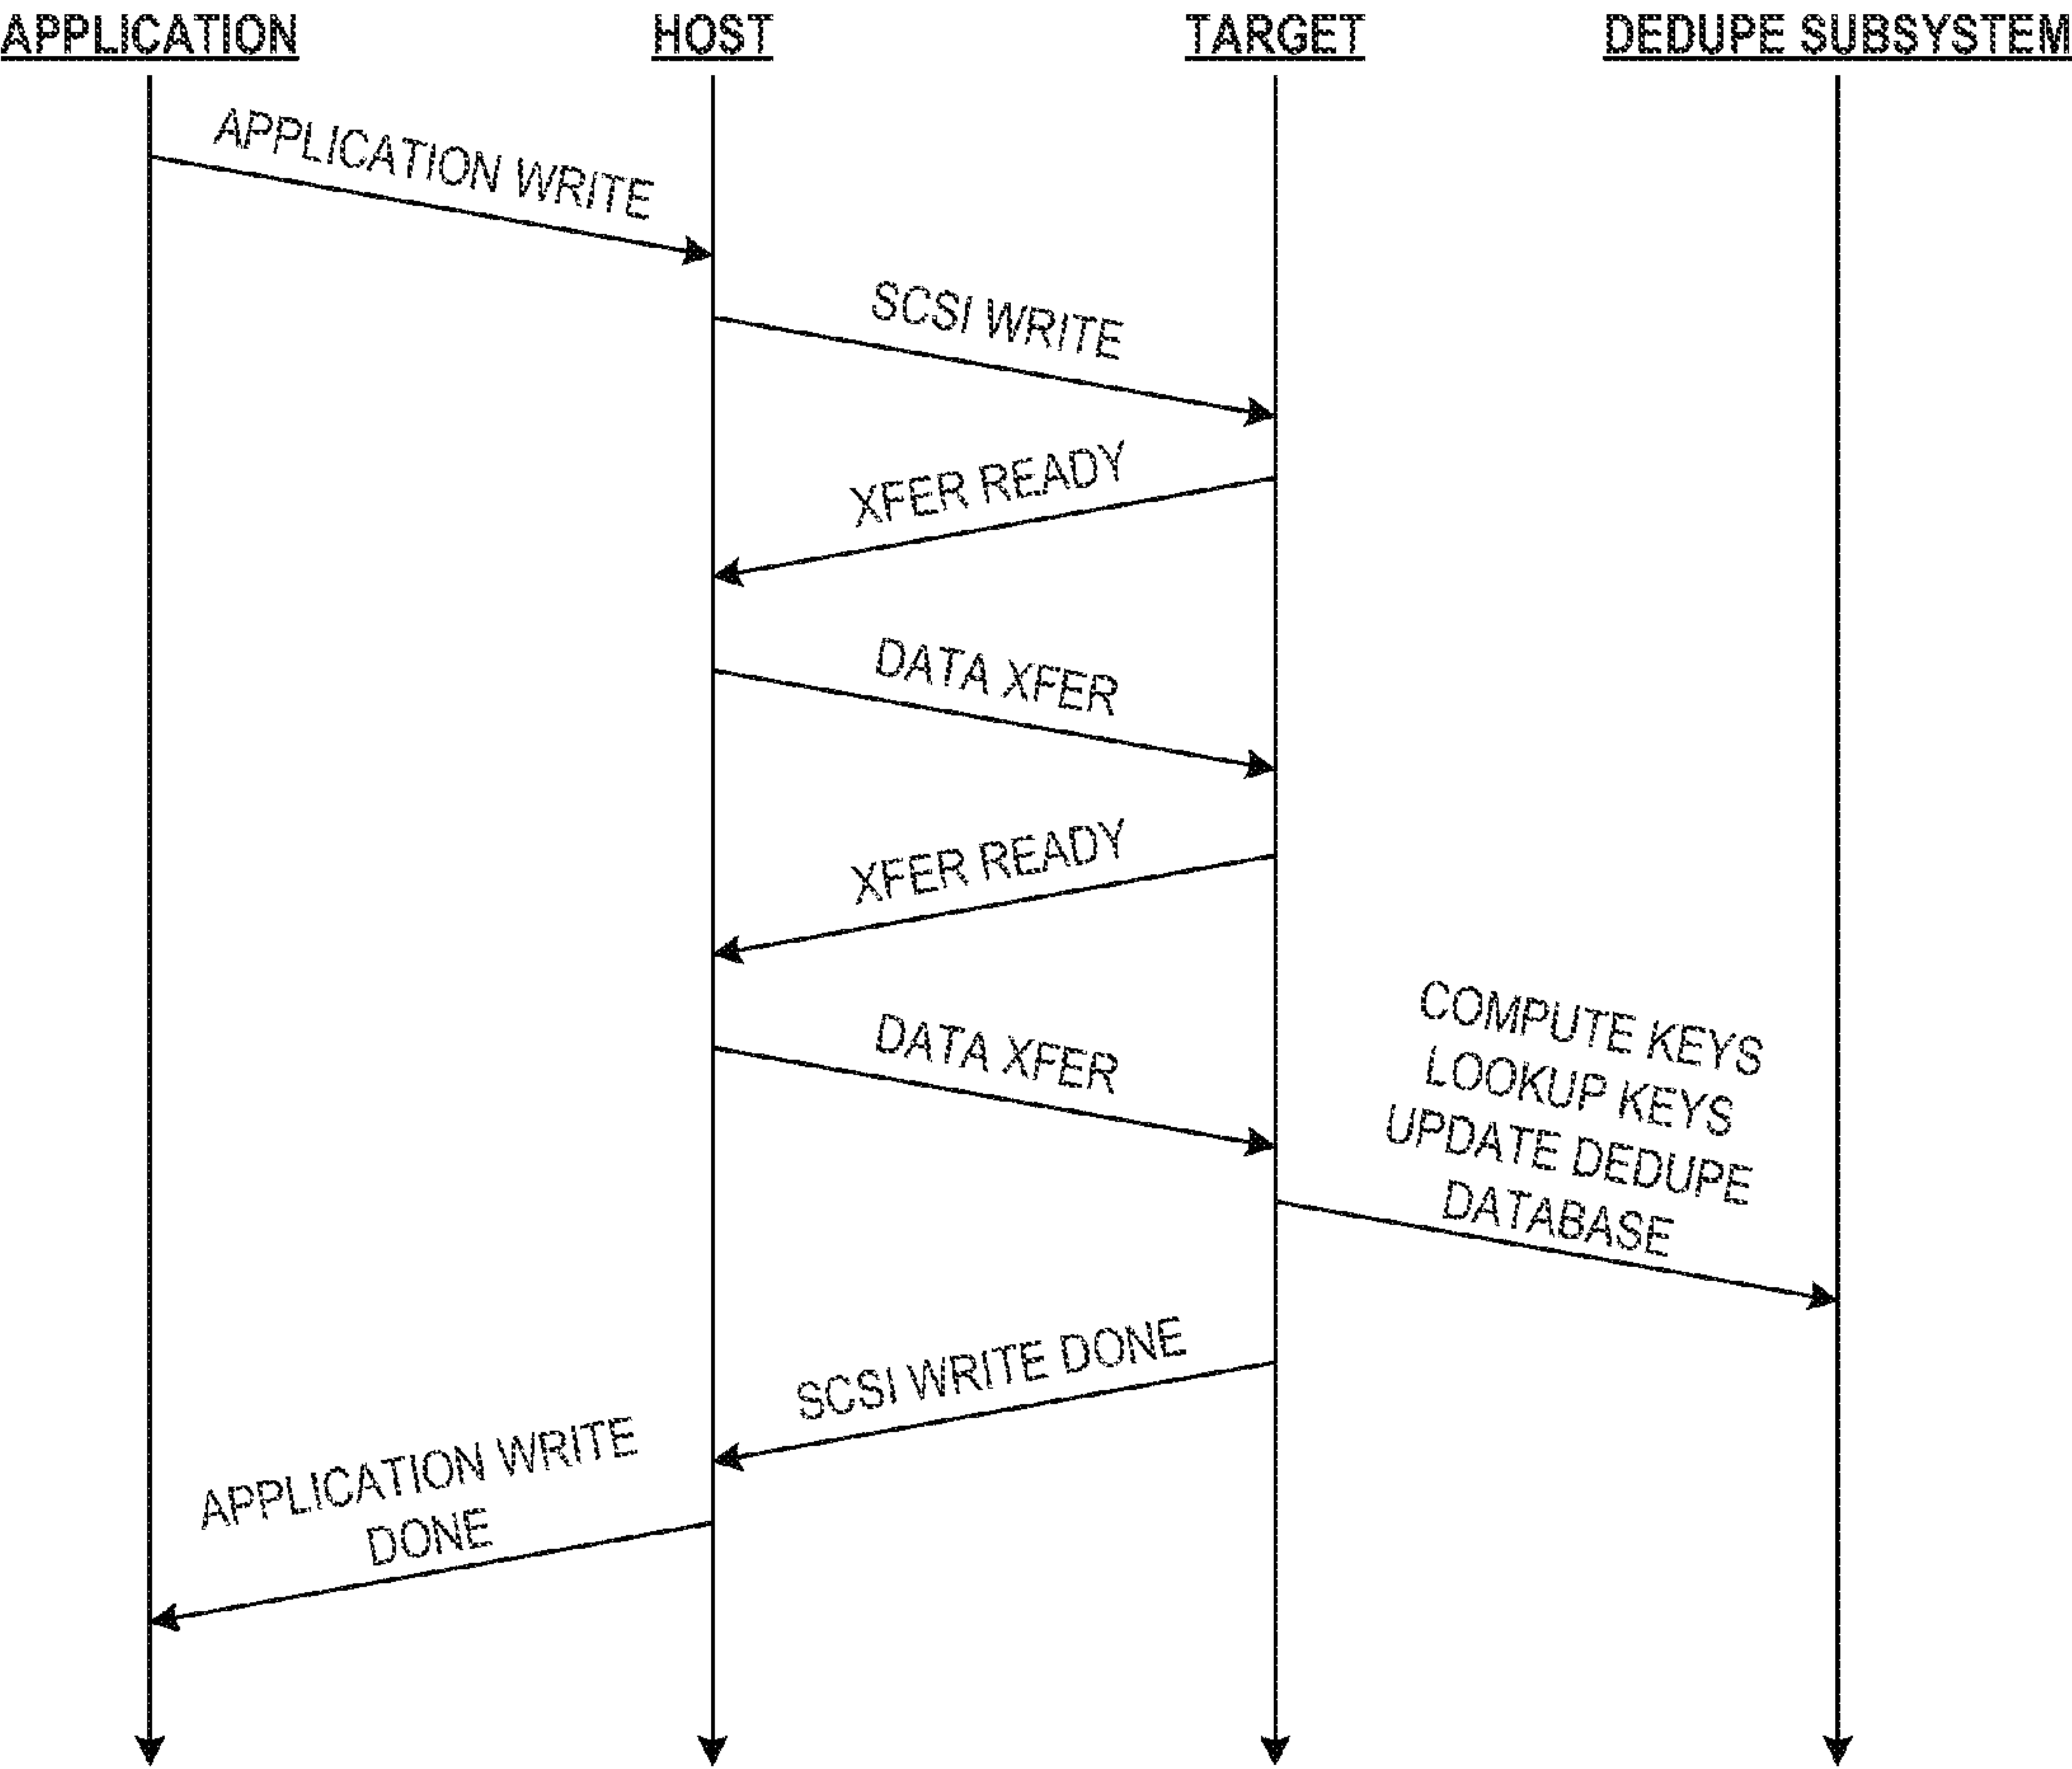 APPLICATION
HOST
TARGET
DEDUPE SUBSYSTEM
APPLICATION WRITE
SCSI WRITE
XFER READY
DATA XFER
XFER READY
DATA XFER
COMPUTE KEYS
LOOKUP KEYS
UPDATE DEDUPE
DATABASE
SCSI WRITE DONE
APPLICATION WRITE
DONE